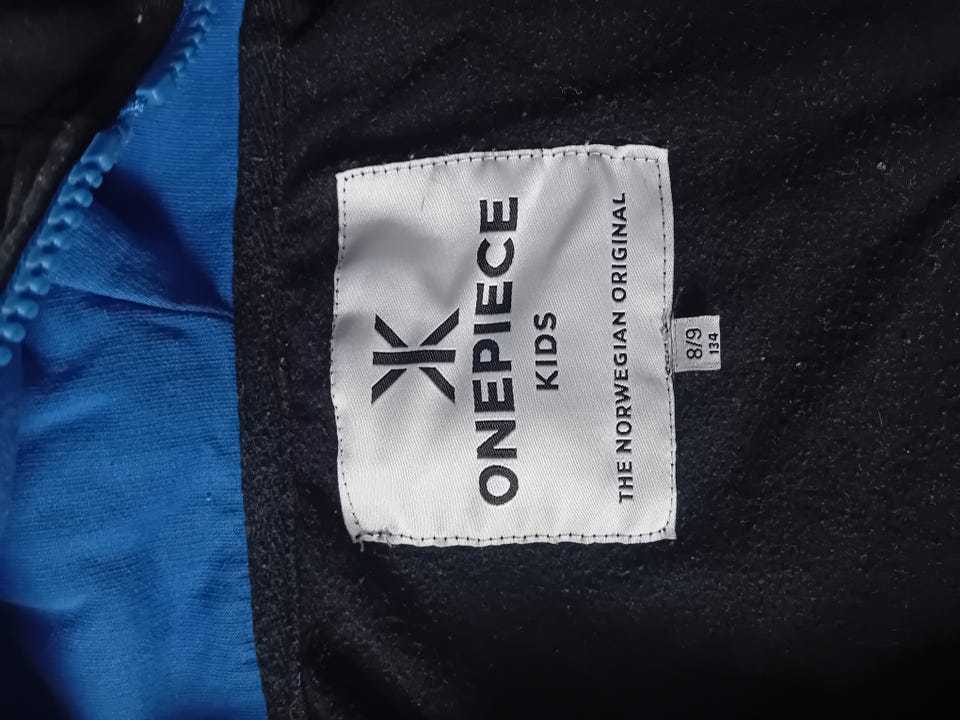 ONEPIECE
KIDS
THE NORWEGIAN ORIGINAL
8/9
134